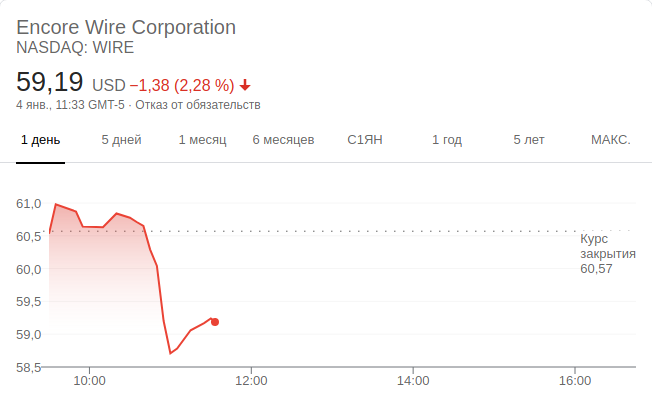 Encore Wire Corporation
NASDAQ: WIRE
59,19 USD −1,38 (2,28 %)
4 янв., 11:33 GMT-5 · Отказ от обязательств
1 день 5 дней 1 месяц 6 месяцев С1ЯН 1 год 5 лет МАКС.
61,0
60,5
60,0
59,5
59,0
58,5
Курс
закрытия
60,57
10:00 12:00 14:00 16:00